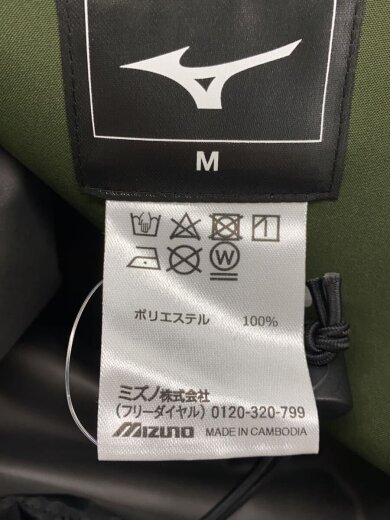 M
W
ポリエステル 100%
ミズノ株式会社
(フリーダイヤル) 0120-320-799
MIZUNO MADE IN CAMBODIA